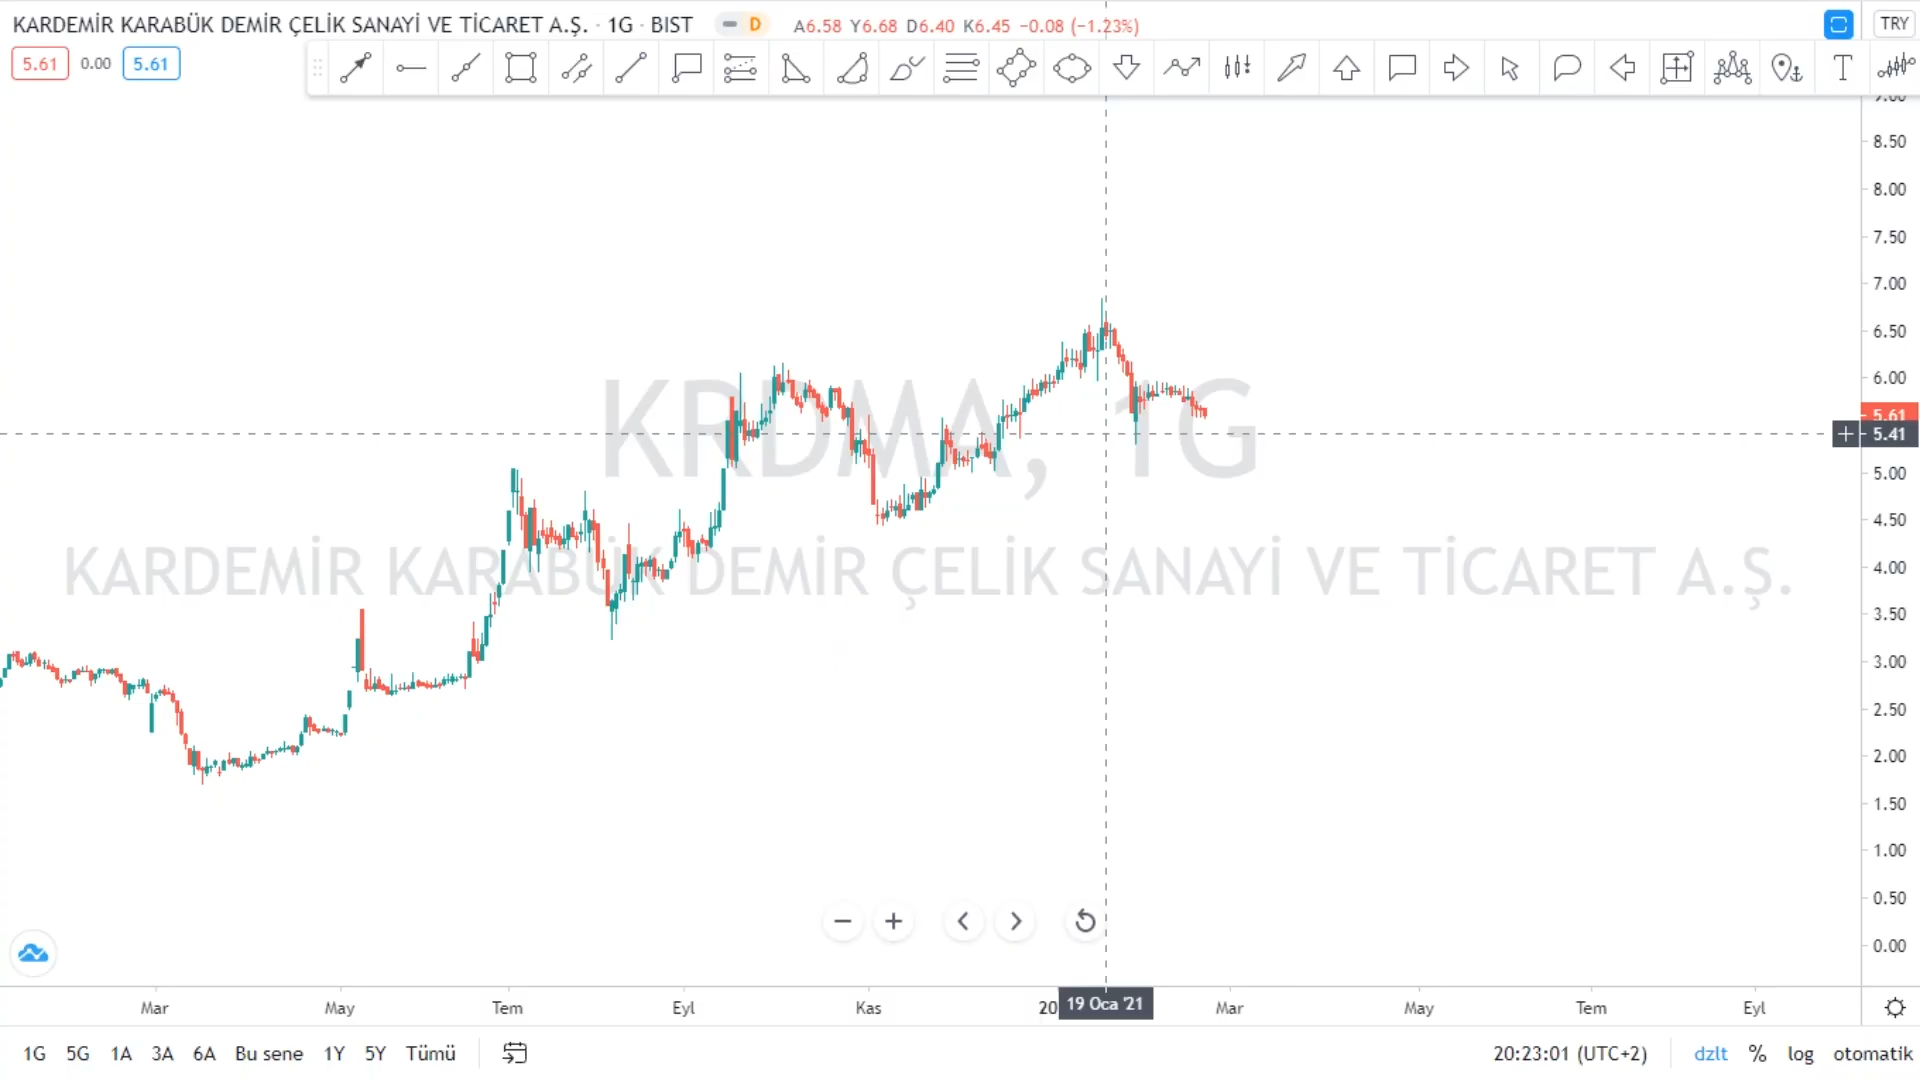 KARDEMİR KARABÜK DEMİR ÇELİK SANAYİ VE TİCARET A.Ş. · 1G · BIST D A6.58 Y6.68 D6.40 K6.45 −0.08 (−1.23%) TRY
5.61 0.00 5.61
T
9.00
8.50
8.00
7.50
7.00
6.50
6.00
5.61
5.41
5.00
4.50
4.00
3.50
3.00
2.50
2.00
1.50
1.00
0.50
0.00
KRDMA, 1G
KARDEMİR KARABÜK DEMİR ÇELİK SANAYİ VE TİCARET A.Ş.
Mar May Tem Eyl Kas 20 19 Oca '21 Mar May Tem Eyl
1G 5G 1A 3A 6A Bu sene 1Y 5Y Tümü 20:23:01 (UTC+2) dzlt % log otomatik